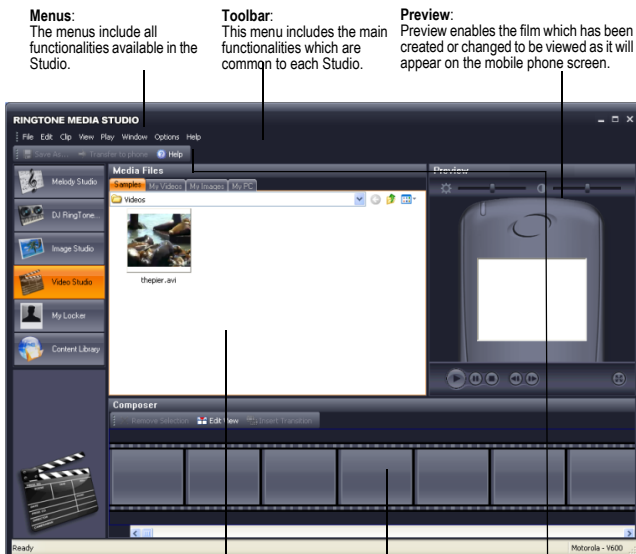 Menus:
The menus include all
functionalities available in the
Studio.
Toolbar:
This menu includes the main
functionalities which are
common to each Studio.
Preview:
Preview enables the film which has been
created or changed to be viewed as it will
appear on the mobile phone screen.
RINGTONE MEDIA STUDIO
File Edit Clip View Play Window Options Help
Save As... Transfer to phone Help
Melody Studio
DJ RingTone...
Image Studio
Video Studio
My Locker
Content Library
Media Files
Samples My Videos My Images My PC
Videos
thepier.avi
Preview
Composer
Remove Selection Edit View Insert Transition
Ready
Motorola - V600